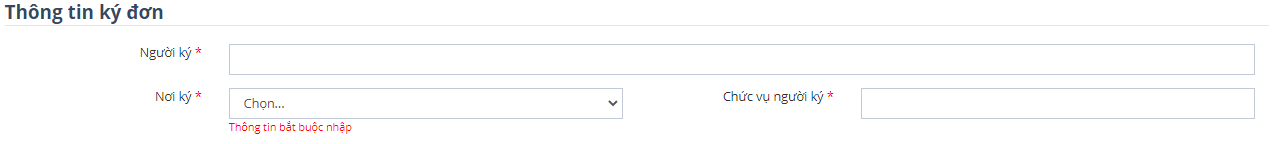 Thông tin ký đơn
Người ký *
Nơi ký *
Chọn...
Chức vụ người ký *
Thông tin bắt buộc nhập